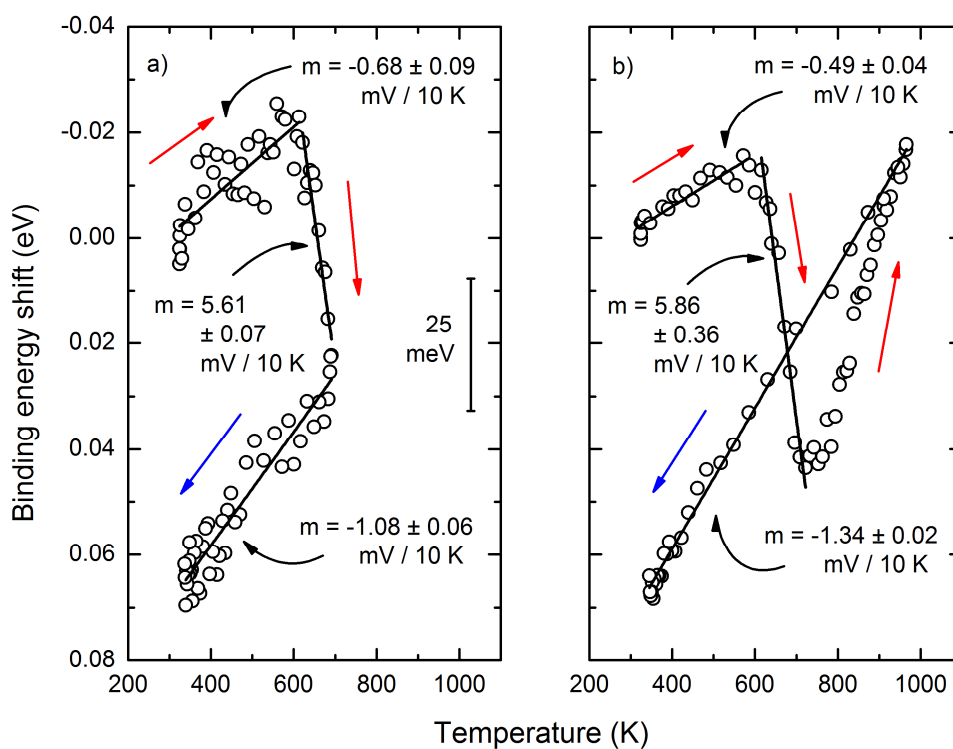 -0.04
-0.02
0.00
0.02
0.04
0.06
0.08
Binding energy shift (eV)
a)
m = -0.68 ± 0.09
mV / 10 K
m = 5.61
± 0.07
mV / 10 K
25
meV
m = -1.08 ± 0.06
mV / 10 K
200 400 600 800 1000
b)
m = -0.49 ± 0.04
mV / 10 K
m = 5.86
± 0.36
mV / 10 K
m = -1.34 ± 0.02
mV / 10 K
200 400 600 800 1000
Temperature (K)